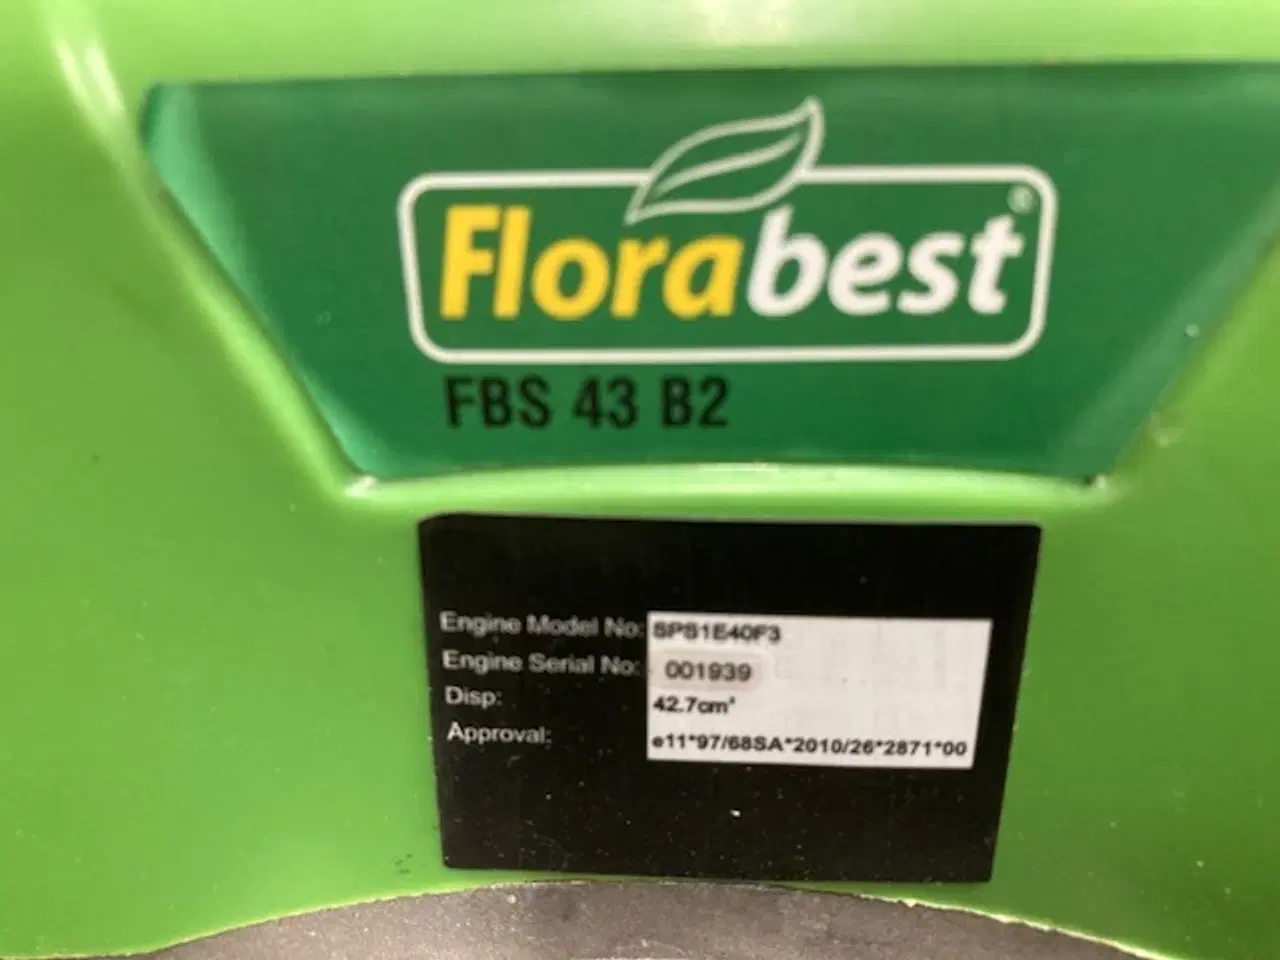 Florabest®
FBS 43 B2
Engine Model No: SPS1E40F3
Engine Serial No: 001939
Disp: 42.7cm³
Approval: e11*97/68SA*2010/26*2871*00